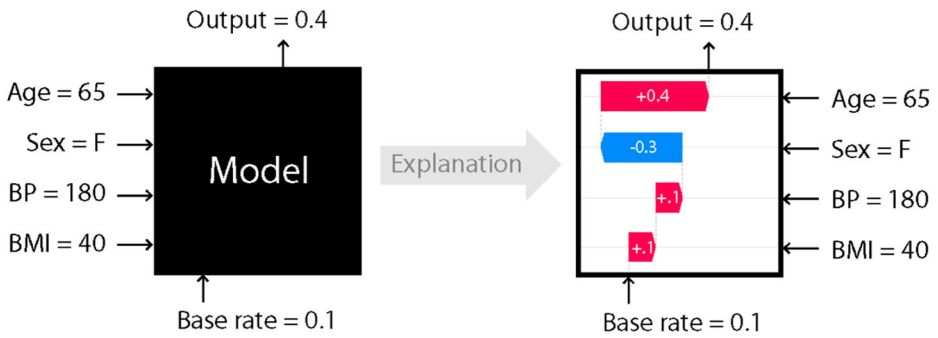 Output = 0.4
Age = 65
Sex = F
BP = 180
BMI = 40
Model
Base rate = 0.1
Explanation
Output = 0.4
+0.4
-0.3
+.1
+.1
Age = 65
Sex = F
BP = 180
BMI = 40
Base rate = 0.1